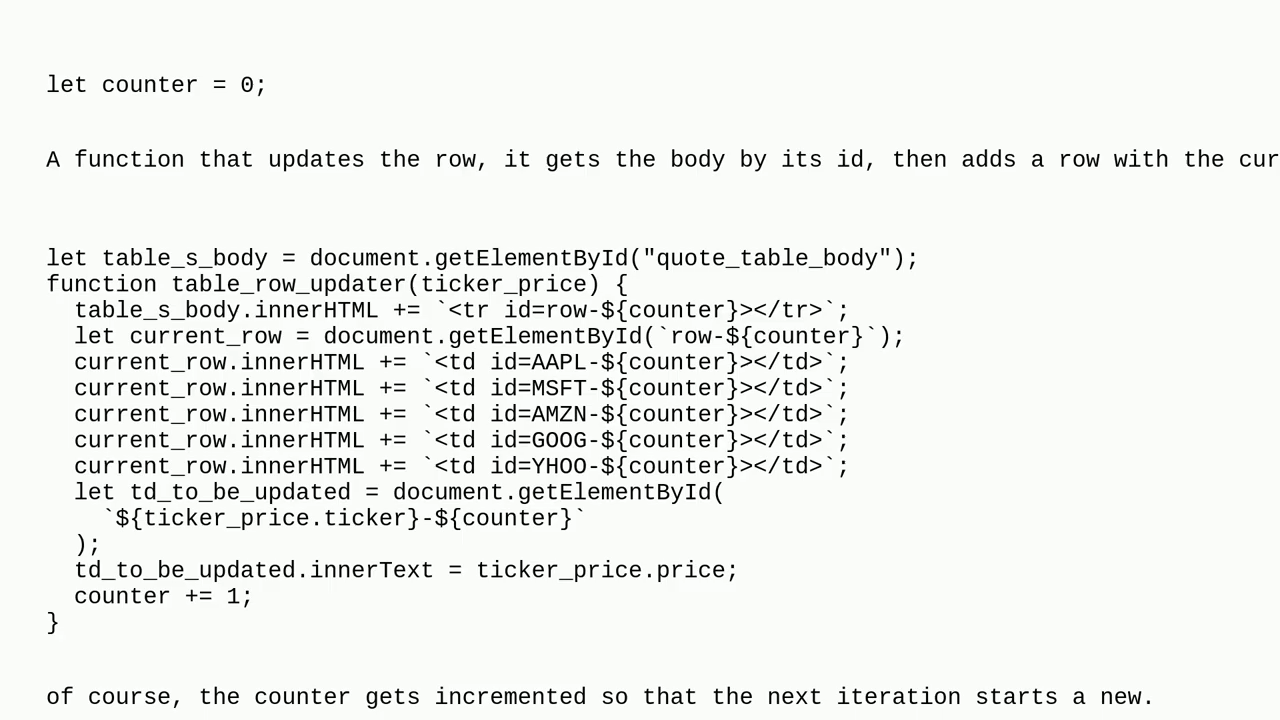 let counter = 0;
A function that updates the row, it gets the body by its id, then adds a row with the cur
let table_s_body = document.getElementById("quote_table_body");
function table_row_updater(ticker_price) {
  table_s_body.innerHTML += `<tr id=row-${counter}></tr>`;
  let current_row = document.getElementById(`row-${counter}`);
  current_row.innerHTML += `<td id=AAPL-${counter}></td>`;
  current_row.innerHTML += `<td id=MSFT-${counter}></td>`;
  current_row.innerHTML += `<td id=AMZN-${counter}></td>`;
  current_row.innerHTML += `<td id=GOOG-${counter}></td>`;
  current_row.innerHTML += `<td id=YHOO-${counter}></td>`;
  let td_to_be_updated = document.getElementById(
    `${ticker_price.ticker}-${counter}`
  );
  td_to_be_updated.innerText = ticker_price.price;
  counter += 1;
}
of course, the counter gets incremented so that the next iteration starts a new.